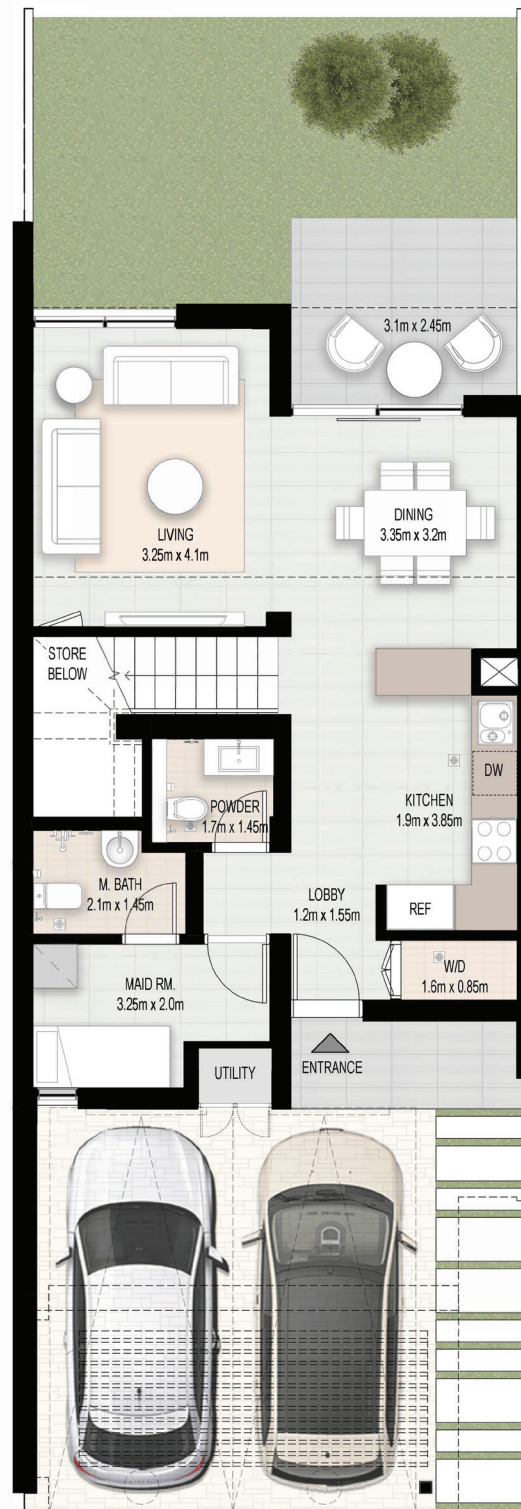 3.1m x 2.45m
LIVING
3.25m x 4.1m
DINING
3.35m x 3.2m
STORE
BELOW
DW
POWDER
1.7m x 1.45m
KITCHEN
1.9m x 3.85m
M. BATH
2.1m x 1.45m
LOBBY
1.2m x 1.55m
REF
MAID RM.
3.25m x 2.0m
W/D
1.6m x 0.85m
UTILITY
ENTRANCE